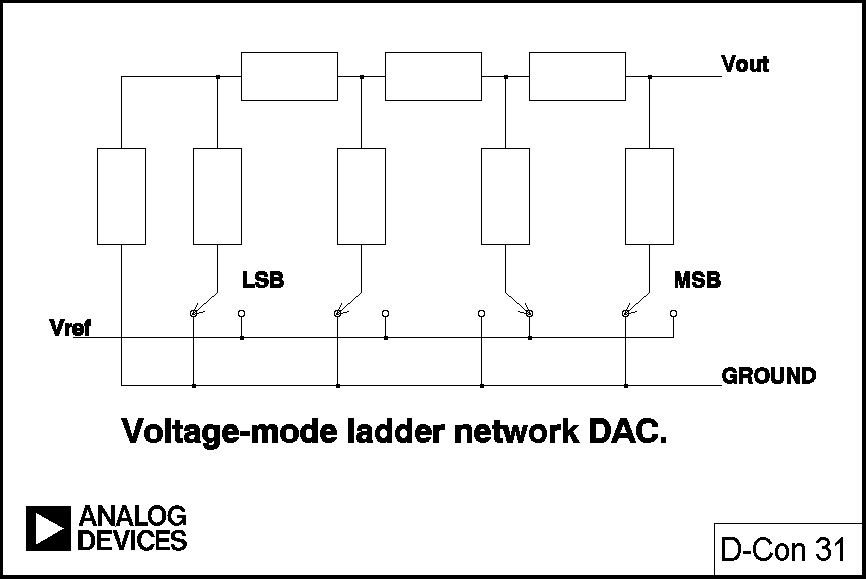 Vout
LSB
MSB
Vref
GROUND
Voltage-mode ladder network DAC.
ANALOG
DEVICES
D-Con 31